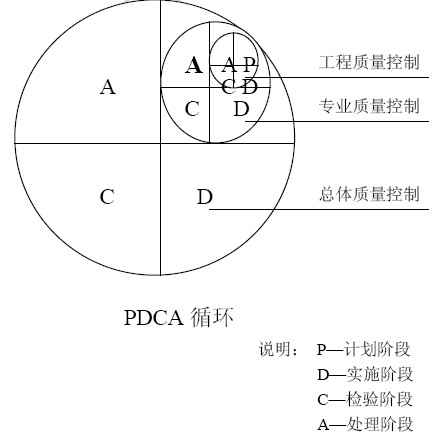 A P
A
工程质量控制
A
C D
C
D
专业质量控制
C
D
总体质量控制
PDCA 循环
说明： P—计划阶段
D—实施阶段
C—检验阶段
A—处理阶段